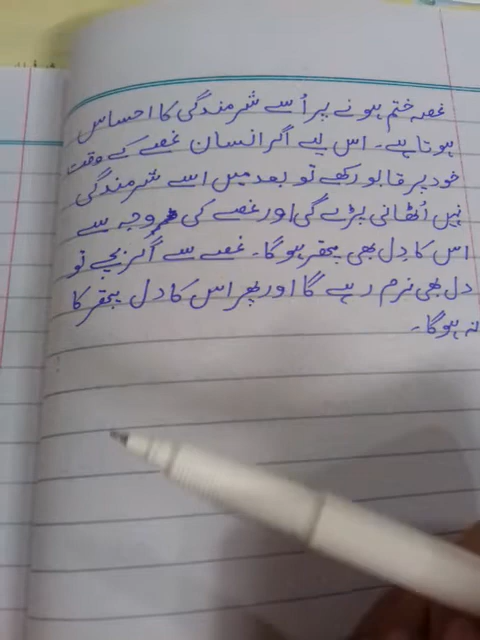 غصہ ختم ہونے پر اُسے شرمندگی کا احساس
ہوتا ہے۔ اس لیے اگر انسان غصے کے وقت
خود پر قابو رکھے تو بعد میں اسے شرمندگی
نہیں اُٹھانی پڑے گی اور غصے کی وجہ سے
اس کا دل بھی پتھر ہوگا۔ غصے سے اگر بچے تو
دل بھی نرم رہے گا اور پھر اس کا دل پتھر کا
نہ ہوگا۔